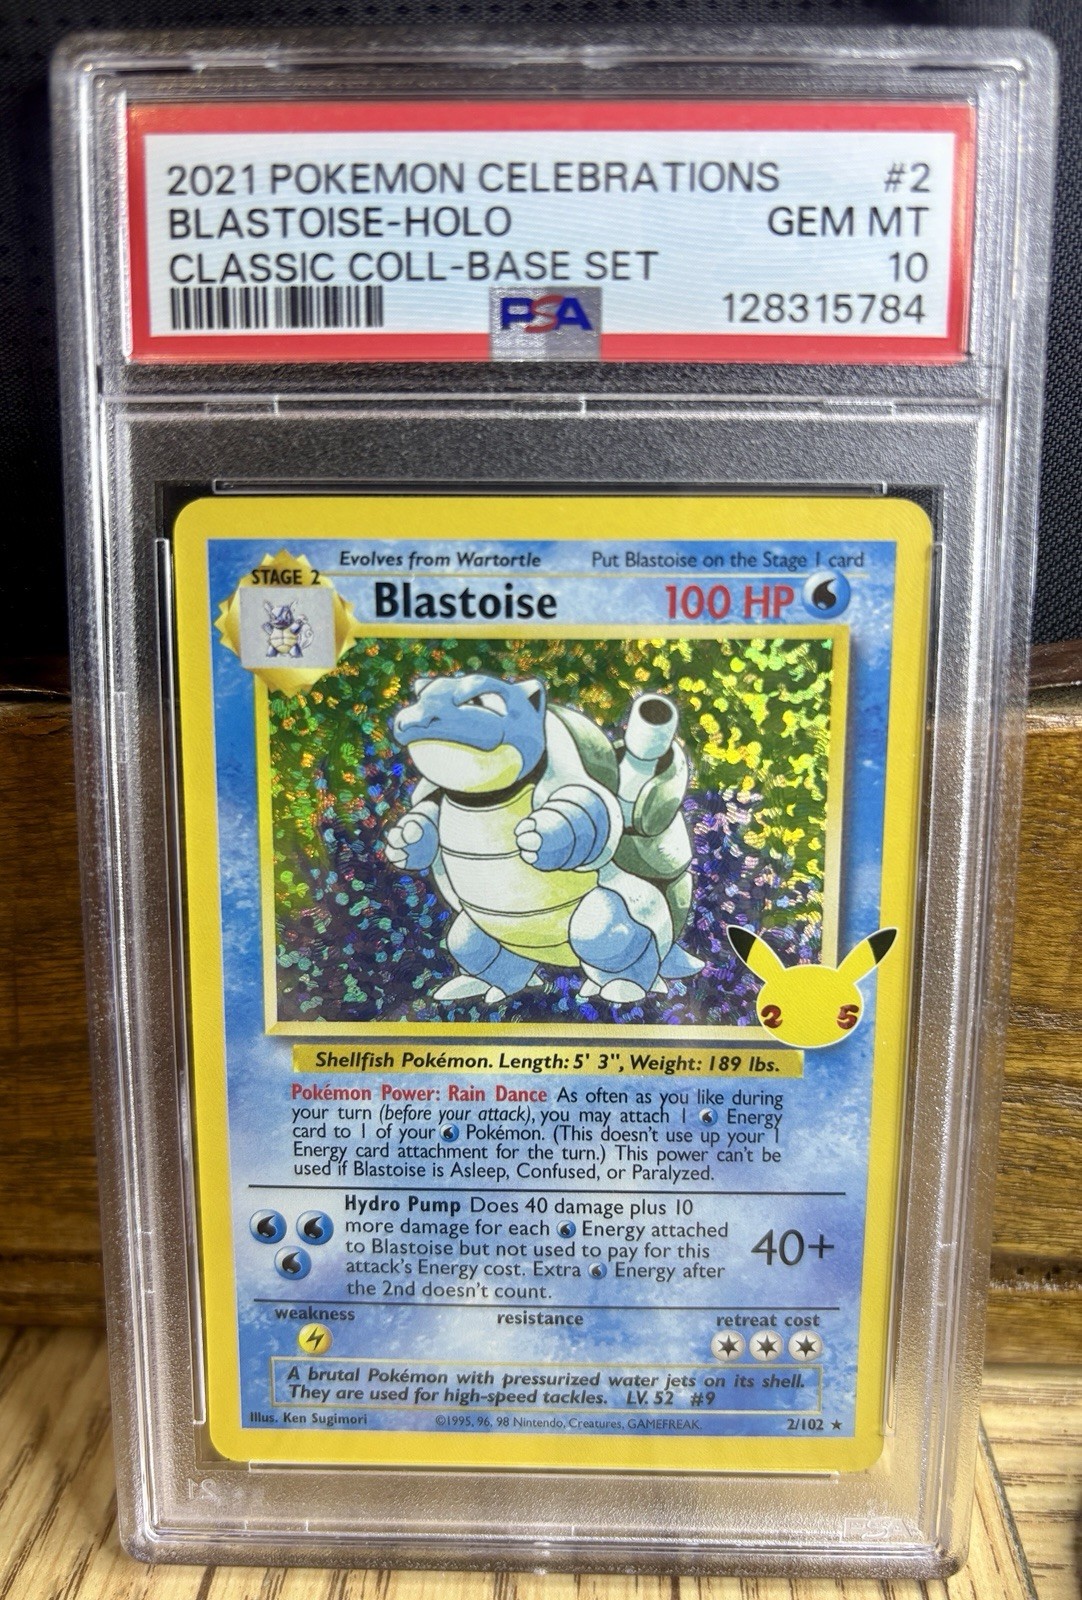 2021 POKEMON CELEBRATIONS #2
BLASTOISE-HOLO GEM MT
CLASSIC COLL-BASE SET 10
PSA 128315784
Evolves from Wartortle Put Blastoise on the Stage 1 card
STAGE 2
Blastoise 100 HP
2 5
Shellfish Pokémon. Length: 5' 3", Weight: 189 lbs.
Pokémon Power: Rain Dance As often as you like during
your turn (before your attack), you may attach 1 Energy
card to 1 of your Pokémon. (This doesn't use up your 1
Energy card attachment for the turn.) This power can't be
used if Blastoise is Asleep, Confused, or Paralyzed.
Hydro Pump Does 40 damage plus 10
more damage for each Energy attached
to Blastoise but not used to pay for this
attack's Energy cost. Extra Energy after
the 2nd doesn't count.
40+
weakness resistance retreat cost
A brutal Pokémon with pressurized water jets on its shell.
They are used for high-speed tackles. LV. 52 #9
Illus. Ken Sugimori ©1995, 96, 98 Nintendo, Creatures, GAMEFREAK. 2/102 ★
PSA